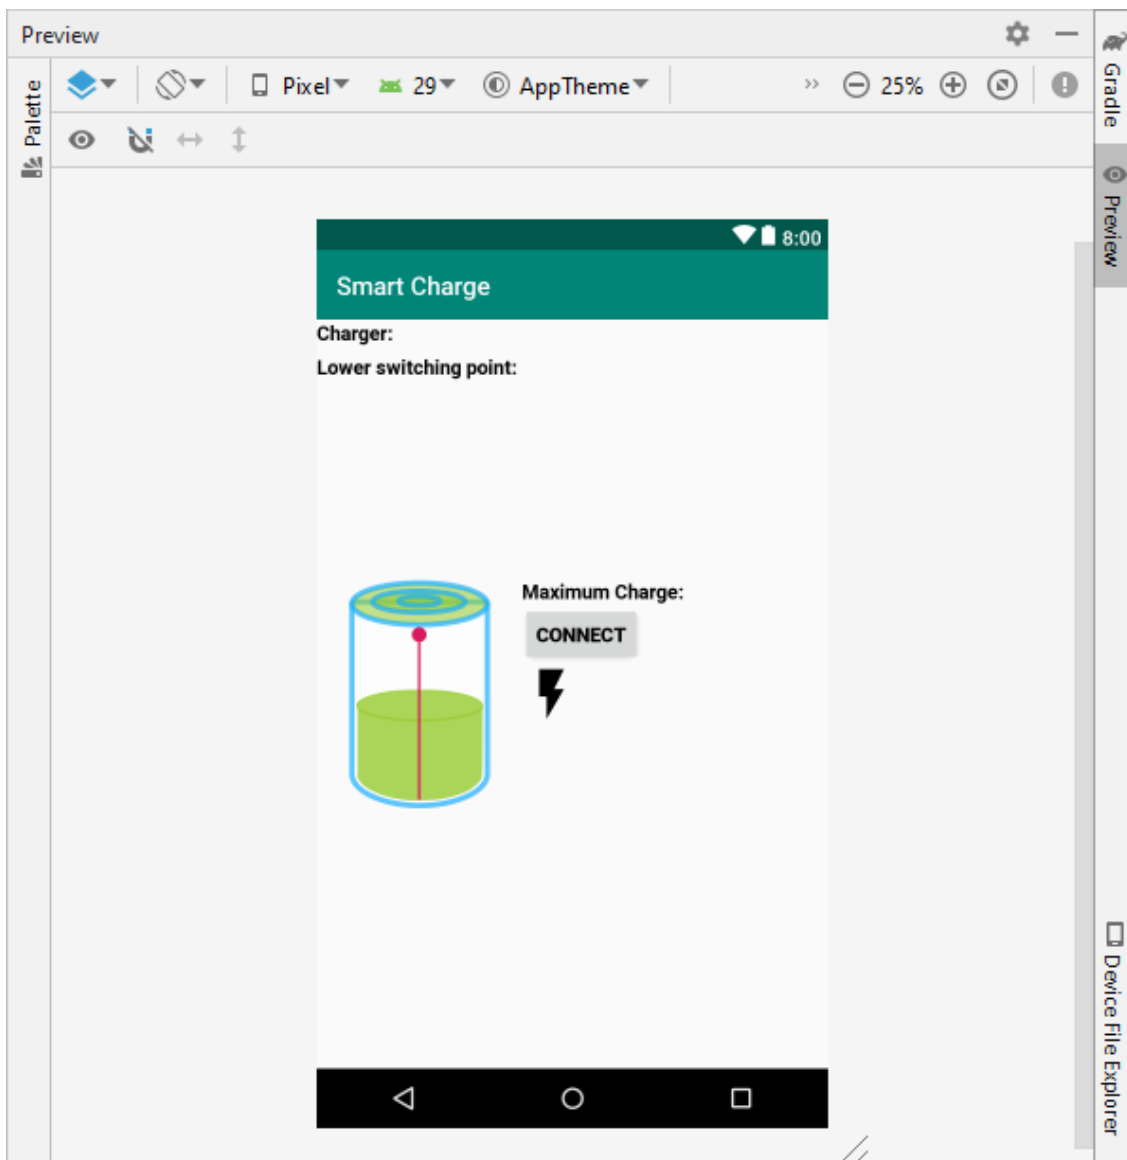 Preview
Palette
Pixel
29
AppTheme
25%
Gradle
Preview
8:00
Smart Charge
Charger:
Lower switching point:
Maximum Charge:
CONNECT
Device File Explorer